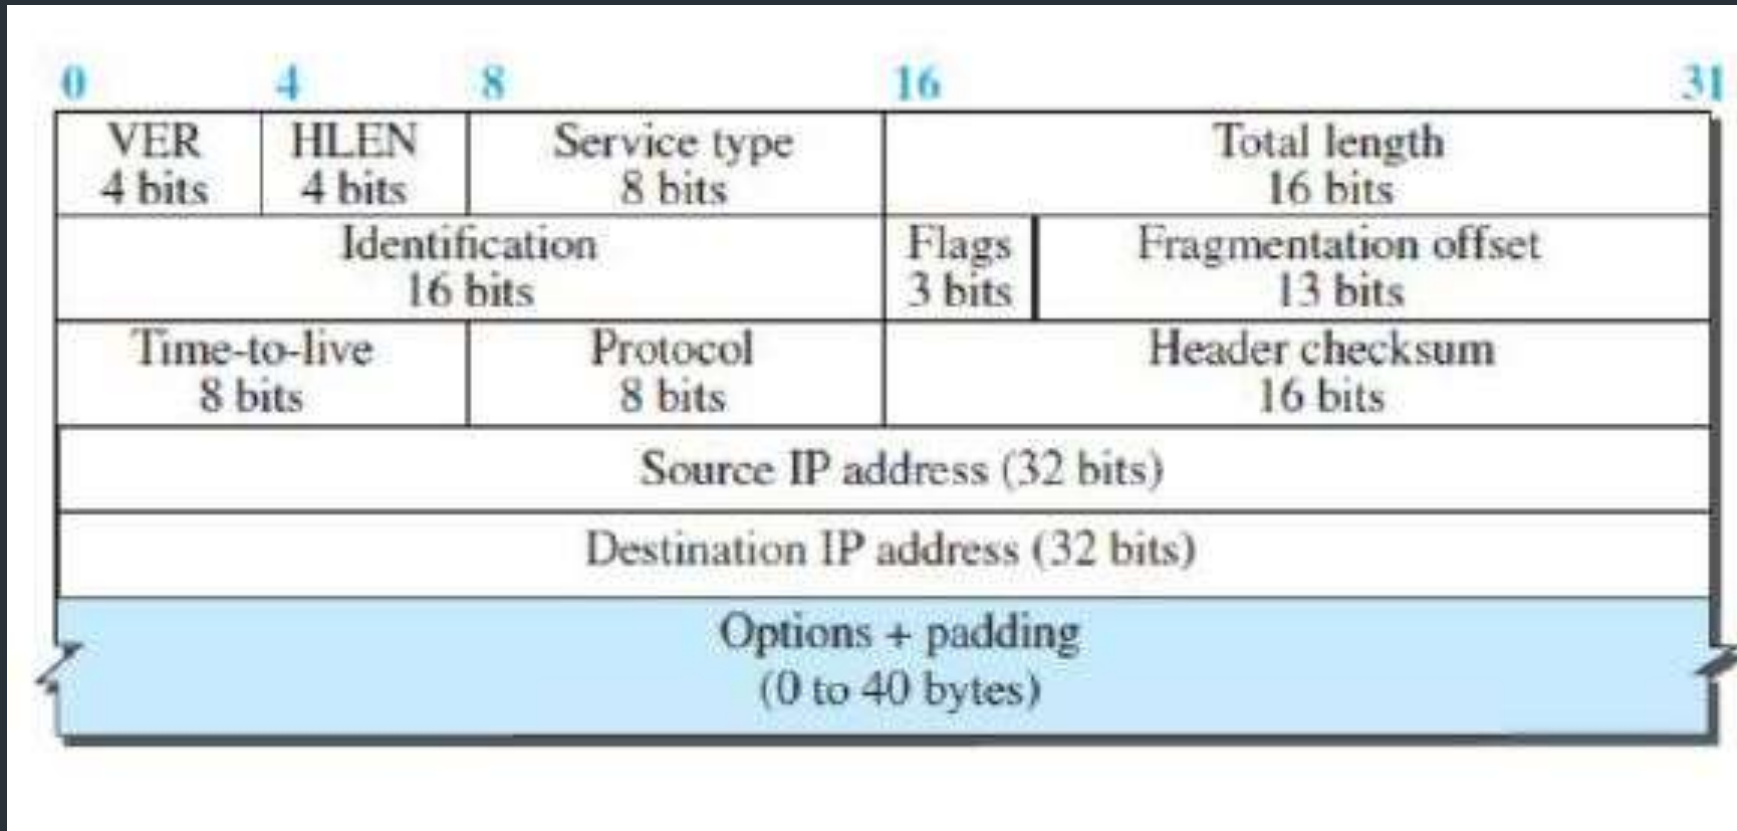 0 4 8 16 31
VER HLEN Service type Total length
4 bits 4 bits 8 bits 16 bits
Identification Flags Fragmentation offset
16 bits 3 bits 13 bits
Time-to-live Protocol Header checksum
8 bits 8 bits 16 bits
Source IP address (32 bits)
Destination IP address (32 bits)
Options + padding
(0 to 40 bytes)